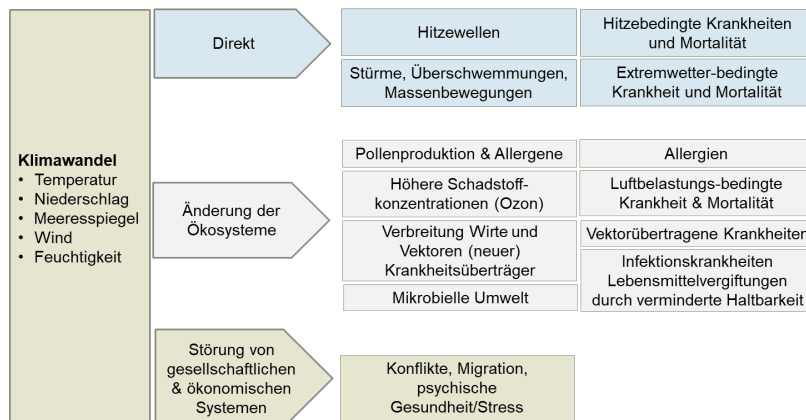 Klimawandel
• Temperatur
• Niederschlag
• Meeresspiegel
• Wind
• Feuchtigkeit
Direkt
Hitzewellen
Hitzebedingte Krankheiten
und Mortalität
Stürme, Überschwemmungen,
Massenbewegungen
Extremwetter-bedingte
Krankheit und Mortalität
Änderung der
Ökosysteme
Pollenproduktion & Allergene
Allergien
Höhere Schadstoff-
konzentrationen (Ozon)
Luftbelastungs-bedingte
Krankheit & Mortalität
Verbreitung Wirte und
Vektoren (neuer)
Krankheitsüberträger
Vektorübertragene Krankheiten
Mikrobielle Umwelt
Infektionskrankheiten
Lebensmittelvergiftungen
durch verminderte Haltbarkeit
Störung von
gesellschaftlichen
& ökonomischen
Systemen
Konflikte, Migration,
psychische
Gesundheit/Stress